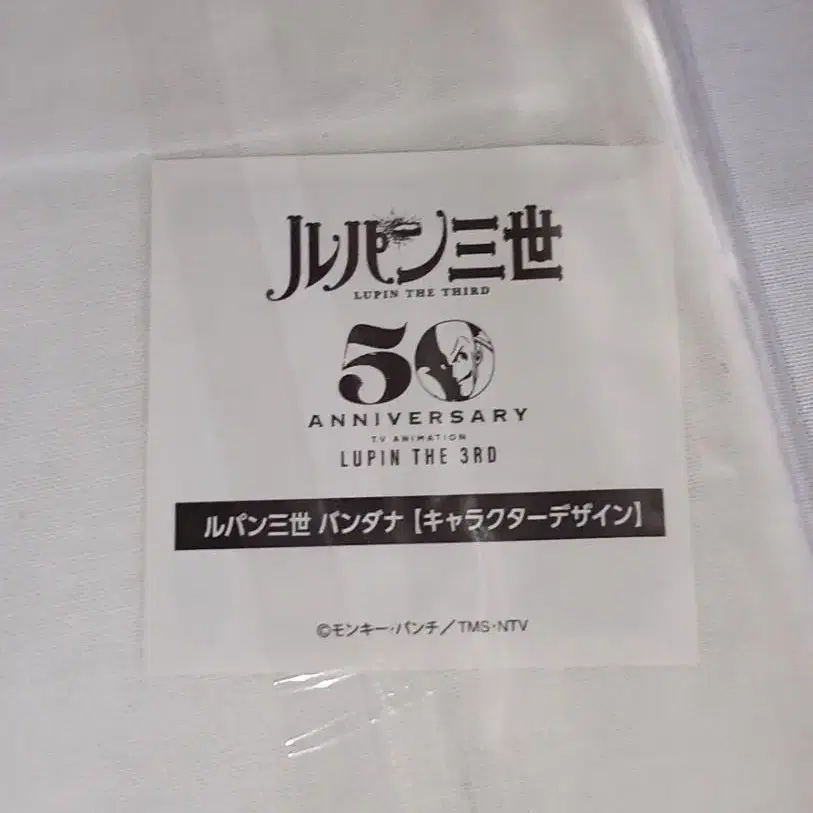 ルパン三世
LUPIN THE THIRD
50
ANNIVERSARY
TV ANIMATION
LUPIN THE 3RD
ルパン三世 バンダナ【キャラクターデザイン】
©モンキー・パンチ／TMS・NTV